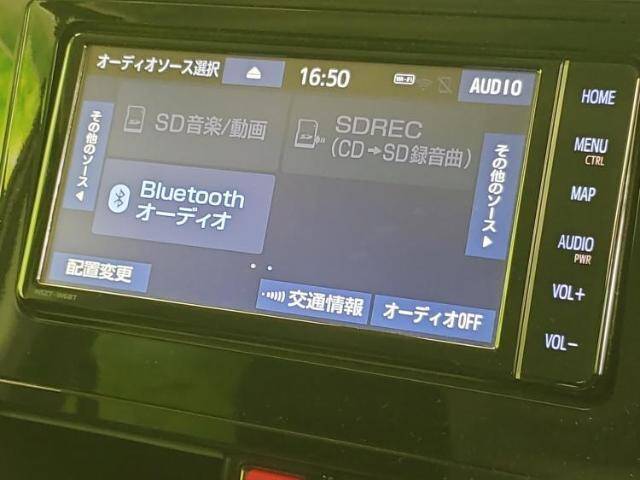 オーディオソース選択
16:50
Wi-Fi
AUDIO
その他のソース
SD音楽/動画
SDREC
(CD→SD録音曲)
その他のソース
Bluetooth
オーディオ
配置変更
交通情報
オーディオOFF
HOME
MENU
CTRL
MAP
AUDIO
PWR
VOL+
VOL−